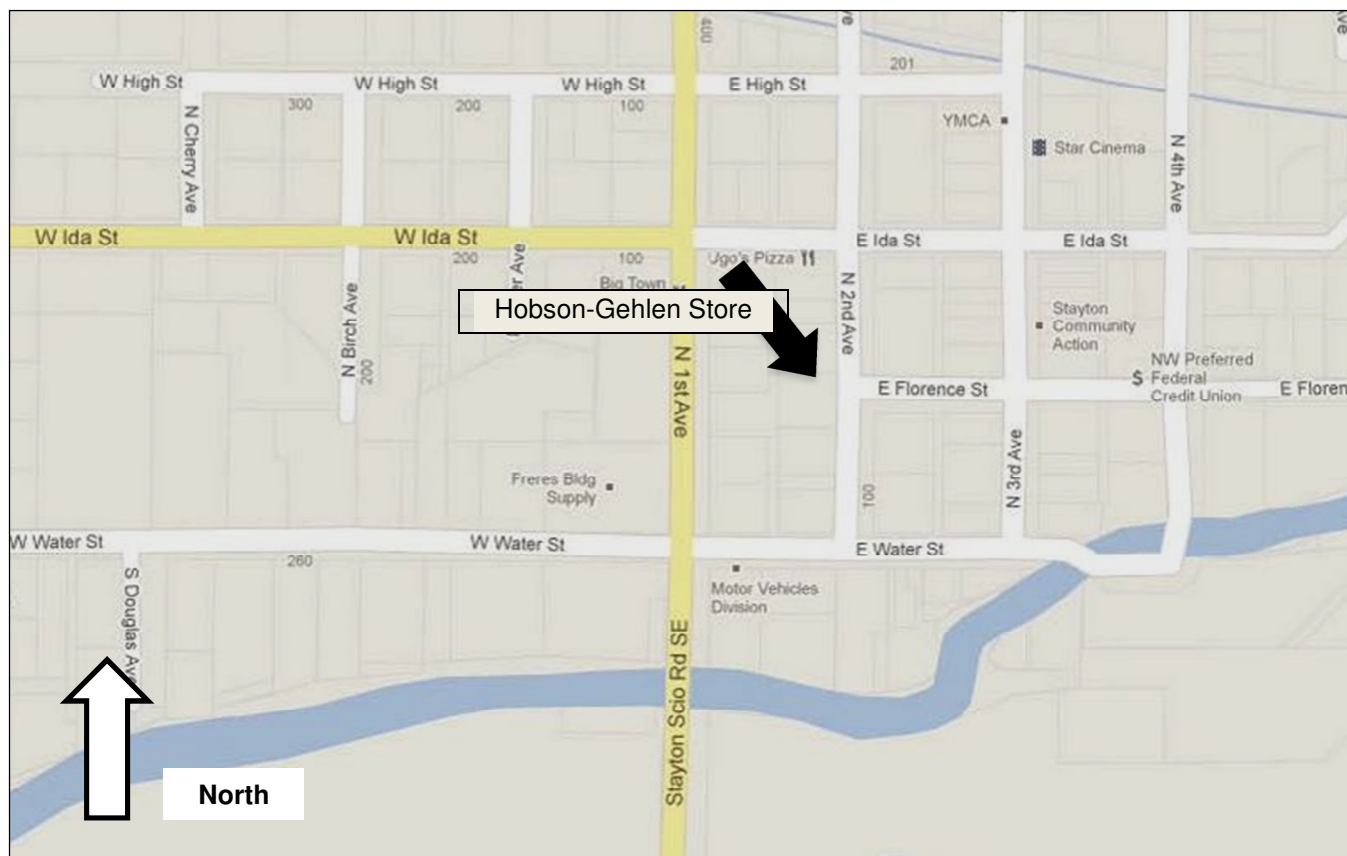 400
Ave
Ave
201
W High St
W High St
W High St
E High St
300
200
100
N Cherry Ave
YMCA
Star Cinema
N 4th Ave
W Ida St
W Ida St
E Ida St
E Ida St
200
100
Ugo's Pizza
Big Town
Hobson-Gehlen Store
N Birch Ave
200
N 1st Ave
N 2nd Ave
Stayton
Community
Action
NW Preferred
Federal
Credit Union
$
E Florence St
E Floren
N 3rd Ave
Freres Bldg
Supply
100
W Water St
W Water St
E Water St
260
S Douglas Ave
Motor Vehicles
Division
Stayton Scio Rd SE
North